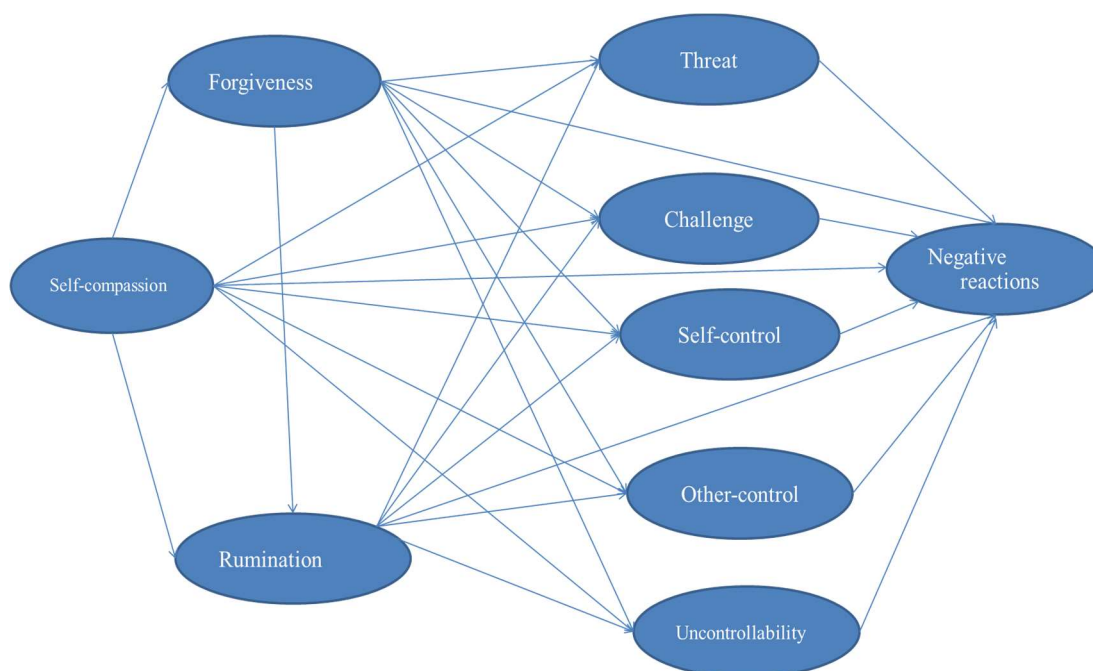 Forgiveness
Threat
Challenge
Self-compassion
Negative
reactions
Self-control
Other-control
Rumination
Uncontrollability